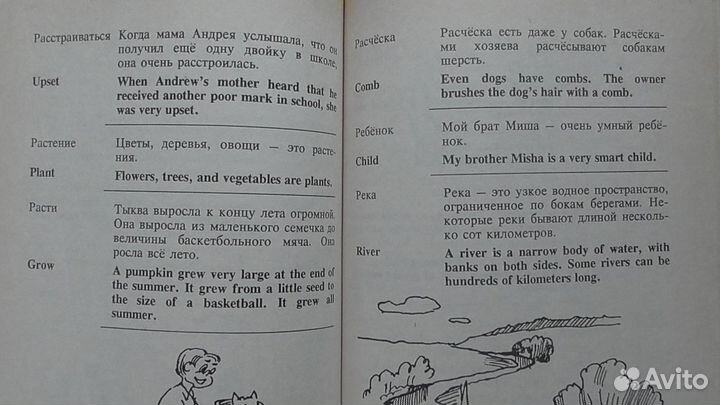 Расстраиваться
Когда мама Андрея услышала, что он
получил ещё одну двойку в школе,
она очень расстроилась.
Upset
When Andrew's mother heard that he
received another poor mark in school, she
was very upset.
Растение
Цветы, деревья, овощи — это расте-
ния.
Plant
Flowers, trees, and vegetables are plants.
Расти
Тыква выросла к концу лета огромной.
Она выросла из маленького семечка до
величины баскетбольного мяча. Она
росла всё лето.
Grow
A pumpkin grew very large at the end of
the summer. It grew from a little seed to
the size of a basketball. It grew all
summer.
Расчёска
Расчёска есть даже у собак. Расчёска-
ми хозяева расчёсывают собакам
шерсть.
Comb
Even dogs have combs. The owner
brushes the dog's hair with a comb.
Ребёнок
Мой брат Миша — очень умный ребё-
нок.
Child
My brother Misha is a very smart child.
Река
Река — это узкое водное пространство,
ограниченное по бокам берегами. Не-
которые реки бывают длиной несколь-
ко сот километров.
River
A river is a narrow body of water, with
banks on both sides. Some rivers can be
hundreds of kilometers long.
Avito